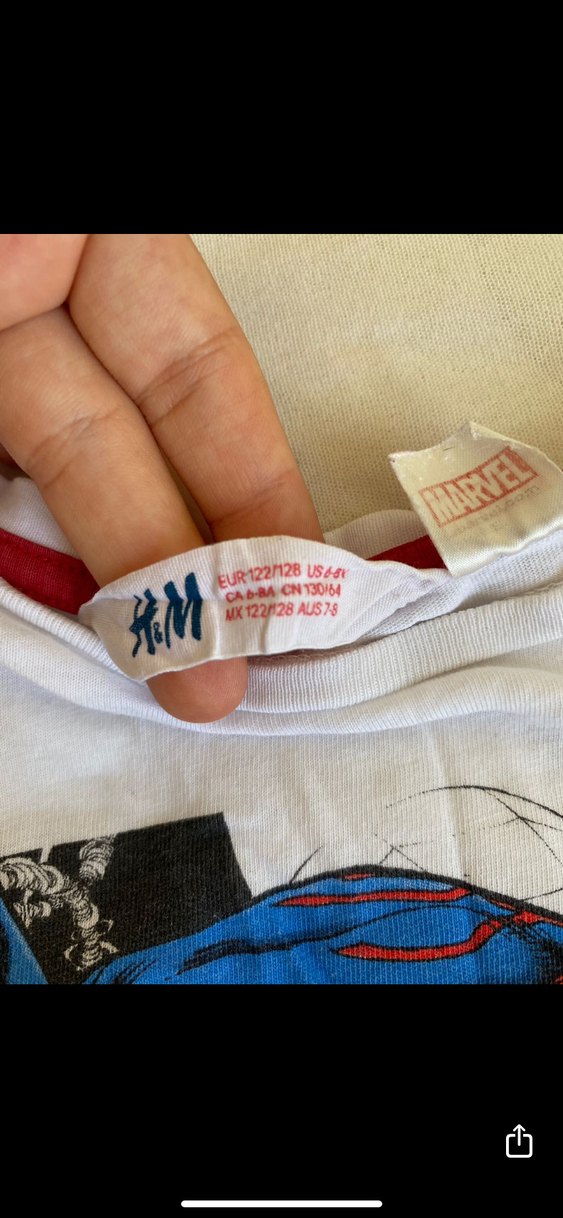 H&M
EUR 122/128 US 6-8Y
CA 6-8A CN 130/64
MX 122/128 AUS 7-8
MARVEL